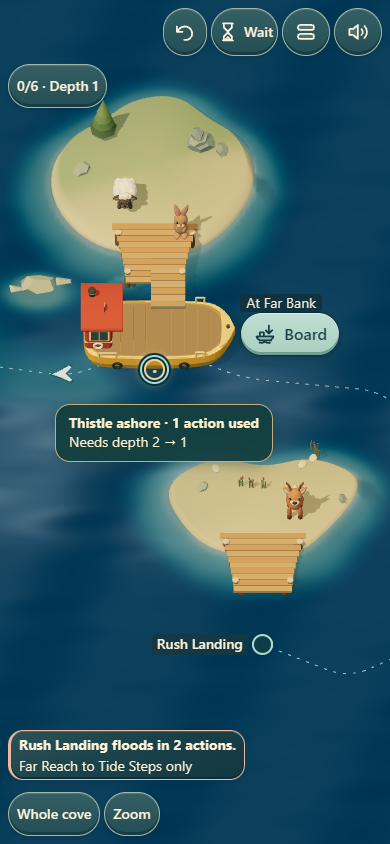 Wait
0/6 · Depth 1
At Far Bank
Board
Thistle ashore · 1 action used
Needs depth 2 → 1
Rush Landing
Rush Landing floods in 2 actions.
Far Reach to Tide Steps only
Whole cove
Zoom